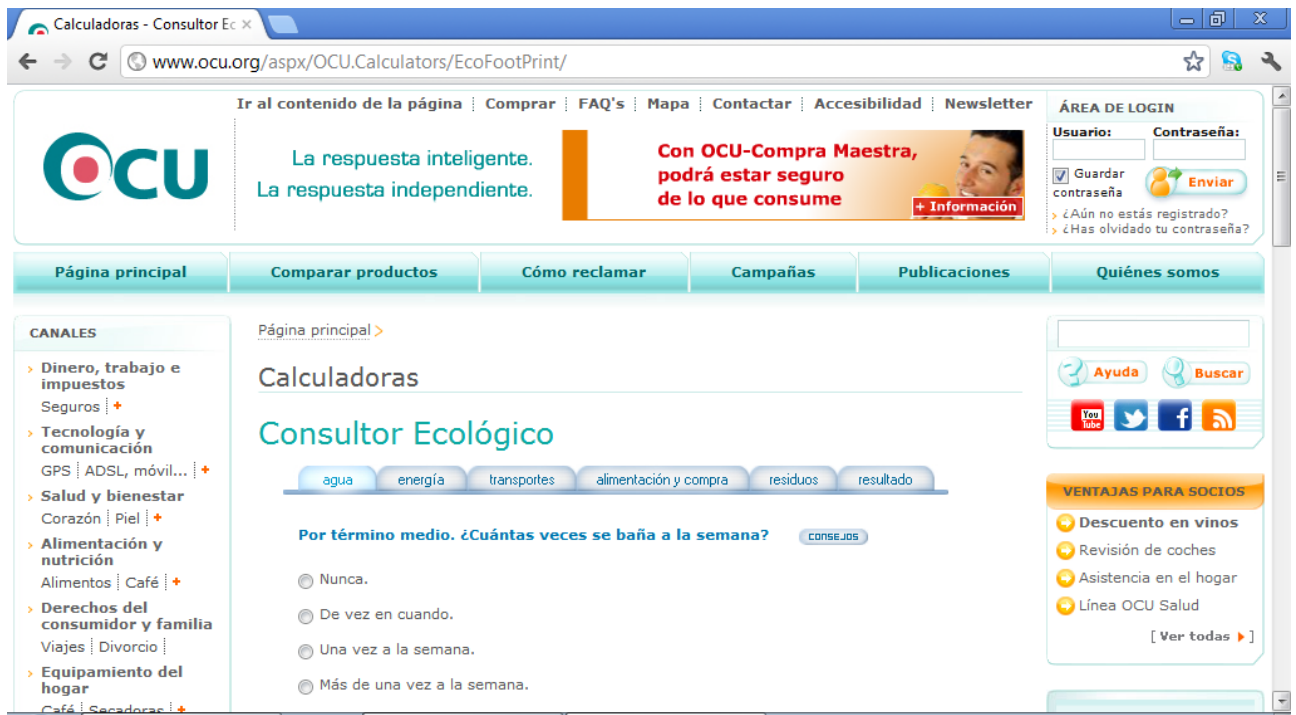 Calculadoras - Consultor Ec
www.ocu.org/aspx/OCU.Calculators/EcoFootPrint/
Ir al contenido de la página Comprar FAQ's Mapa Contactar Accesibilidad Newsletter
OCU
La respuesta inteligente.
La respuesta independiente.
Con OCU-Compra Maestra,
podrá estar seguro
de lo que consume
+ Información
ÁREA DE LOGIN
Usuario: Contraseña:
Guardar
contraseña
Enviar
¿Aún no estás registrado?
¿Has olvidado tu contraseña?
Página principal Comparar productos Cómo reclamar Campañas Publicaciones Quiénes somos
CANALES
Dinero, trabajo e
impuestos
Seguros +
Tecnología y
comunicación
GPS ADSL, móvil... +
Salud y bienestar
Corazón Piel +
Alimentación y
nutrición
Alimentos Café +
Derechos del
consumidor y familia
Viajes Divorcio
Equipamiento del
hogar
Café Secadoras +
Página principal >
Calculadoras
Consultor Ecológico
agua energía transportes alimentación y compra residuos resultado
Por término medio. ¿Cuántas veces se baña a la semana? CONSEJOS
Nunca.
De vez en cuando.
Una vez a la semana.
Más de una vez a la semana.
Ayuda Buscar
You
Tube
VENTAJAS PARA SOCIOS
Descuento en vinos
Revisión de coches
Asistencia en el hogar
Línea OCU Salud
[ Ver todas ]